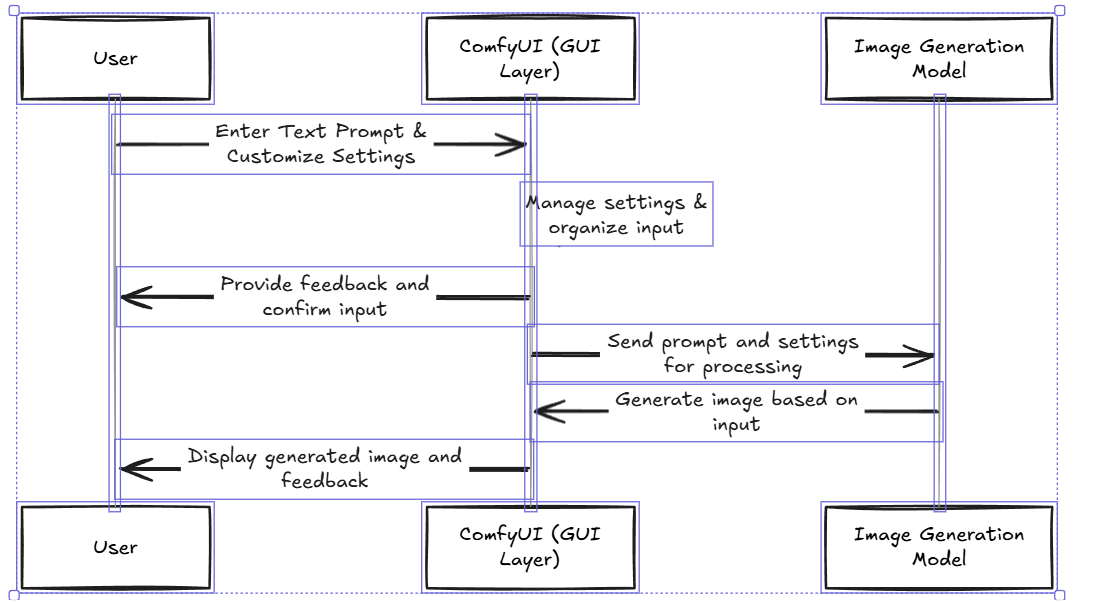 User
ComfyUI (GUI
Layer)
Image Generation
Model
Enter Text Prompt &
Customize Settings
Manage settings &
organize input
Provide feedback and
confirm input
Send prompt and settings
for processing
Generate image based on
input
Display generated image and
feedback
User
ComfyUI (GUI
Layer)
Image Generation
Model